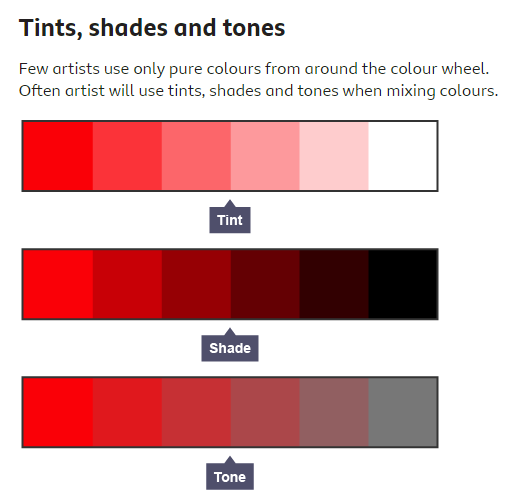 Tints, shades and tones
Few artists use only pure colours from around the colour wheel.
Often artist will use tints, shades and tones when mixing colours.
Tint
Shade
Tone